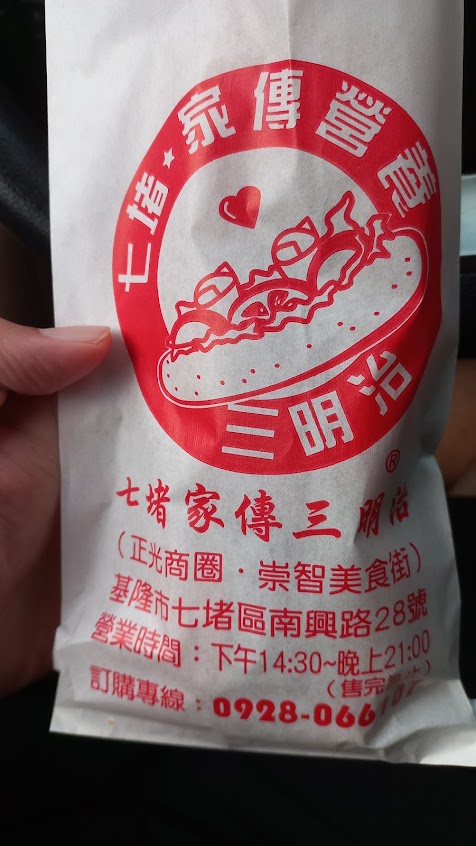 七堵★家傳營養
三明治
®
七堵家傳三明治
(正光商圈・崇智美食街)
基隆市七堵區南興路28號
營業時間：下午14:30~晚上21:00
(售完
訂購專線：0928-066